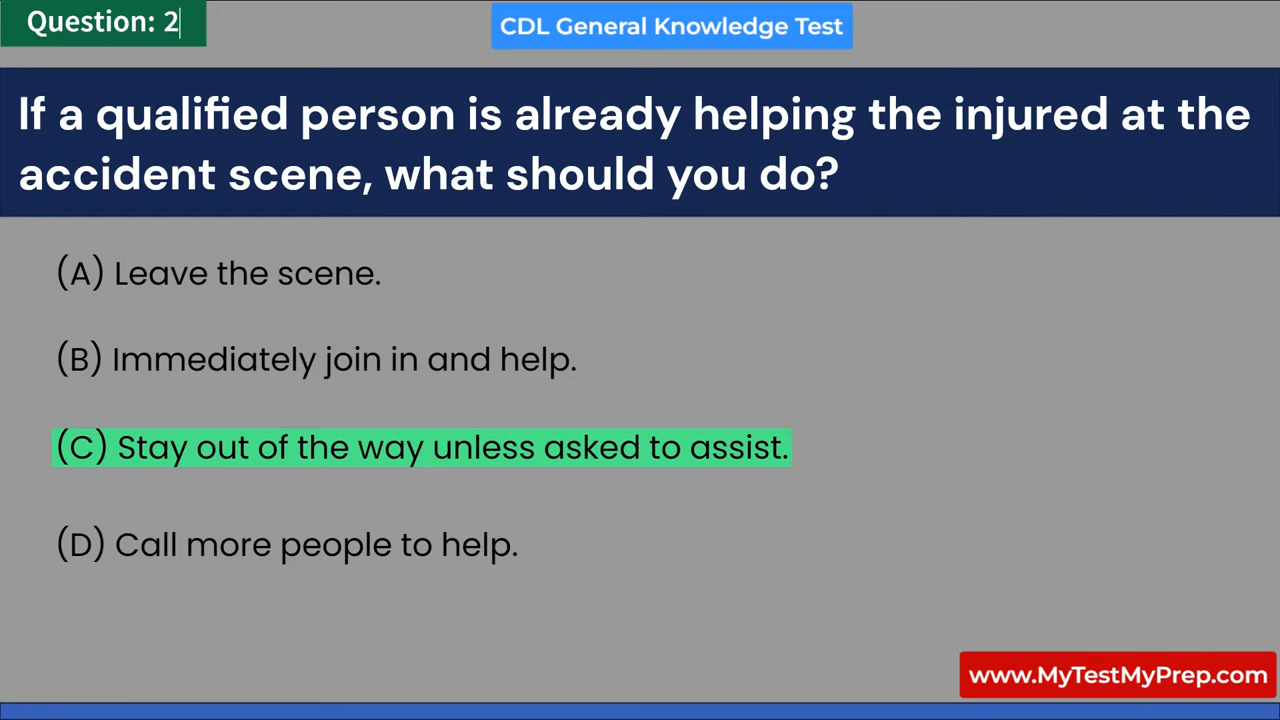 Question: 2
CDL General Knowledge Test
If a qualified person is already helping the injured at the
accident scene, what should you do?
(A) Leave the scene.
(B) Immediately join in and help.
(C) Stay out of the way unless asked to assist.
(D) Call more people to help.
www.MyTestMyPrep.com